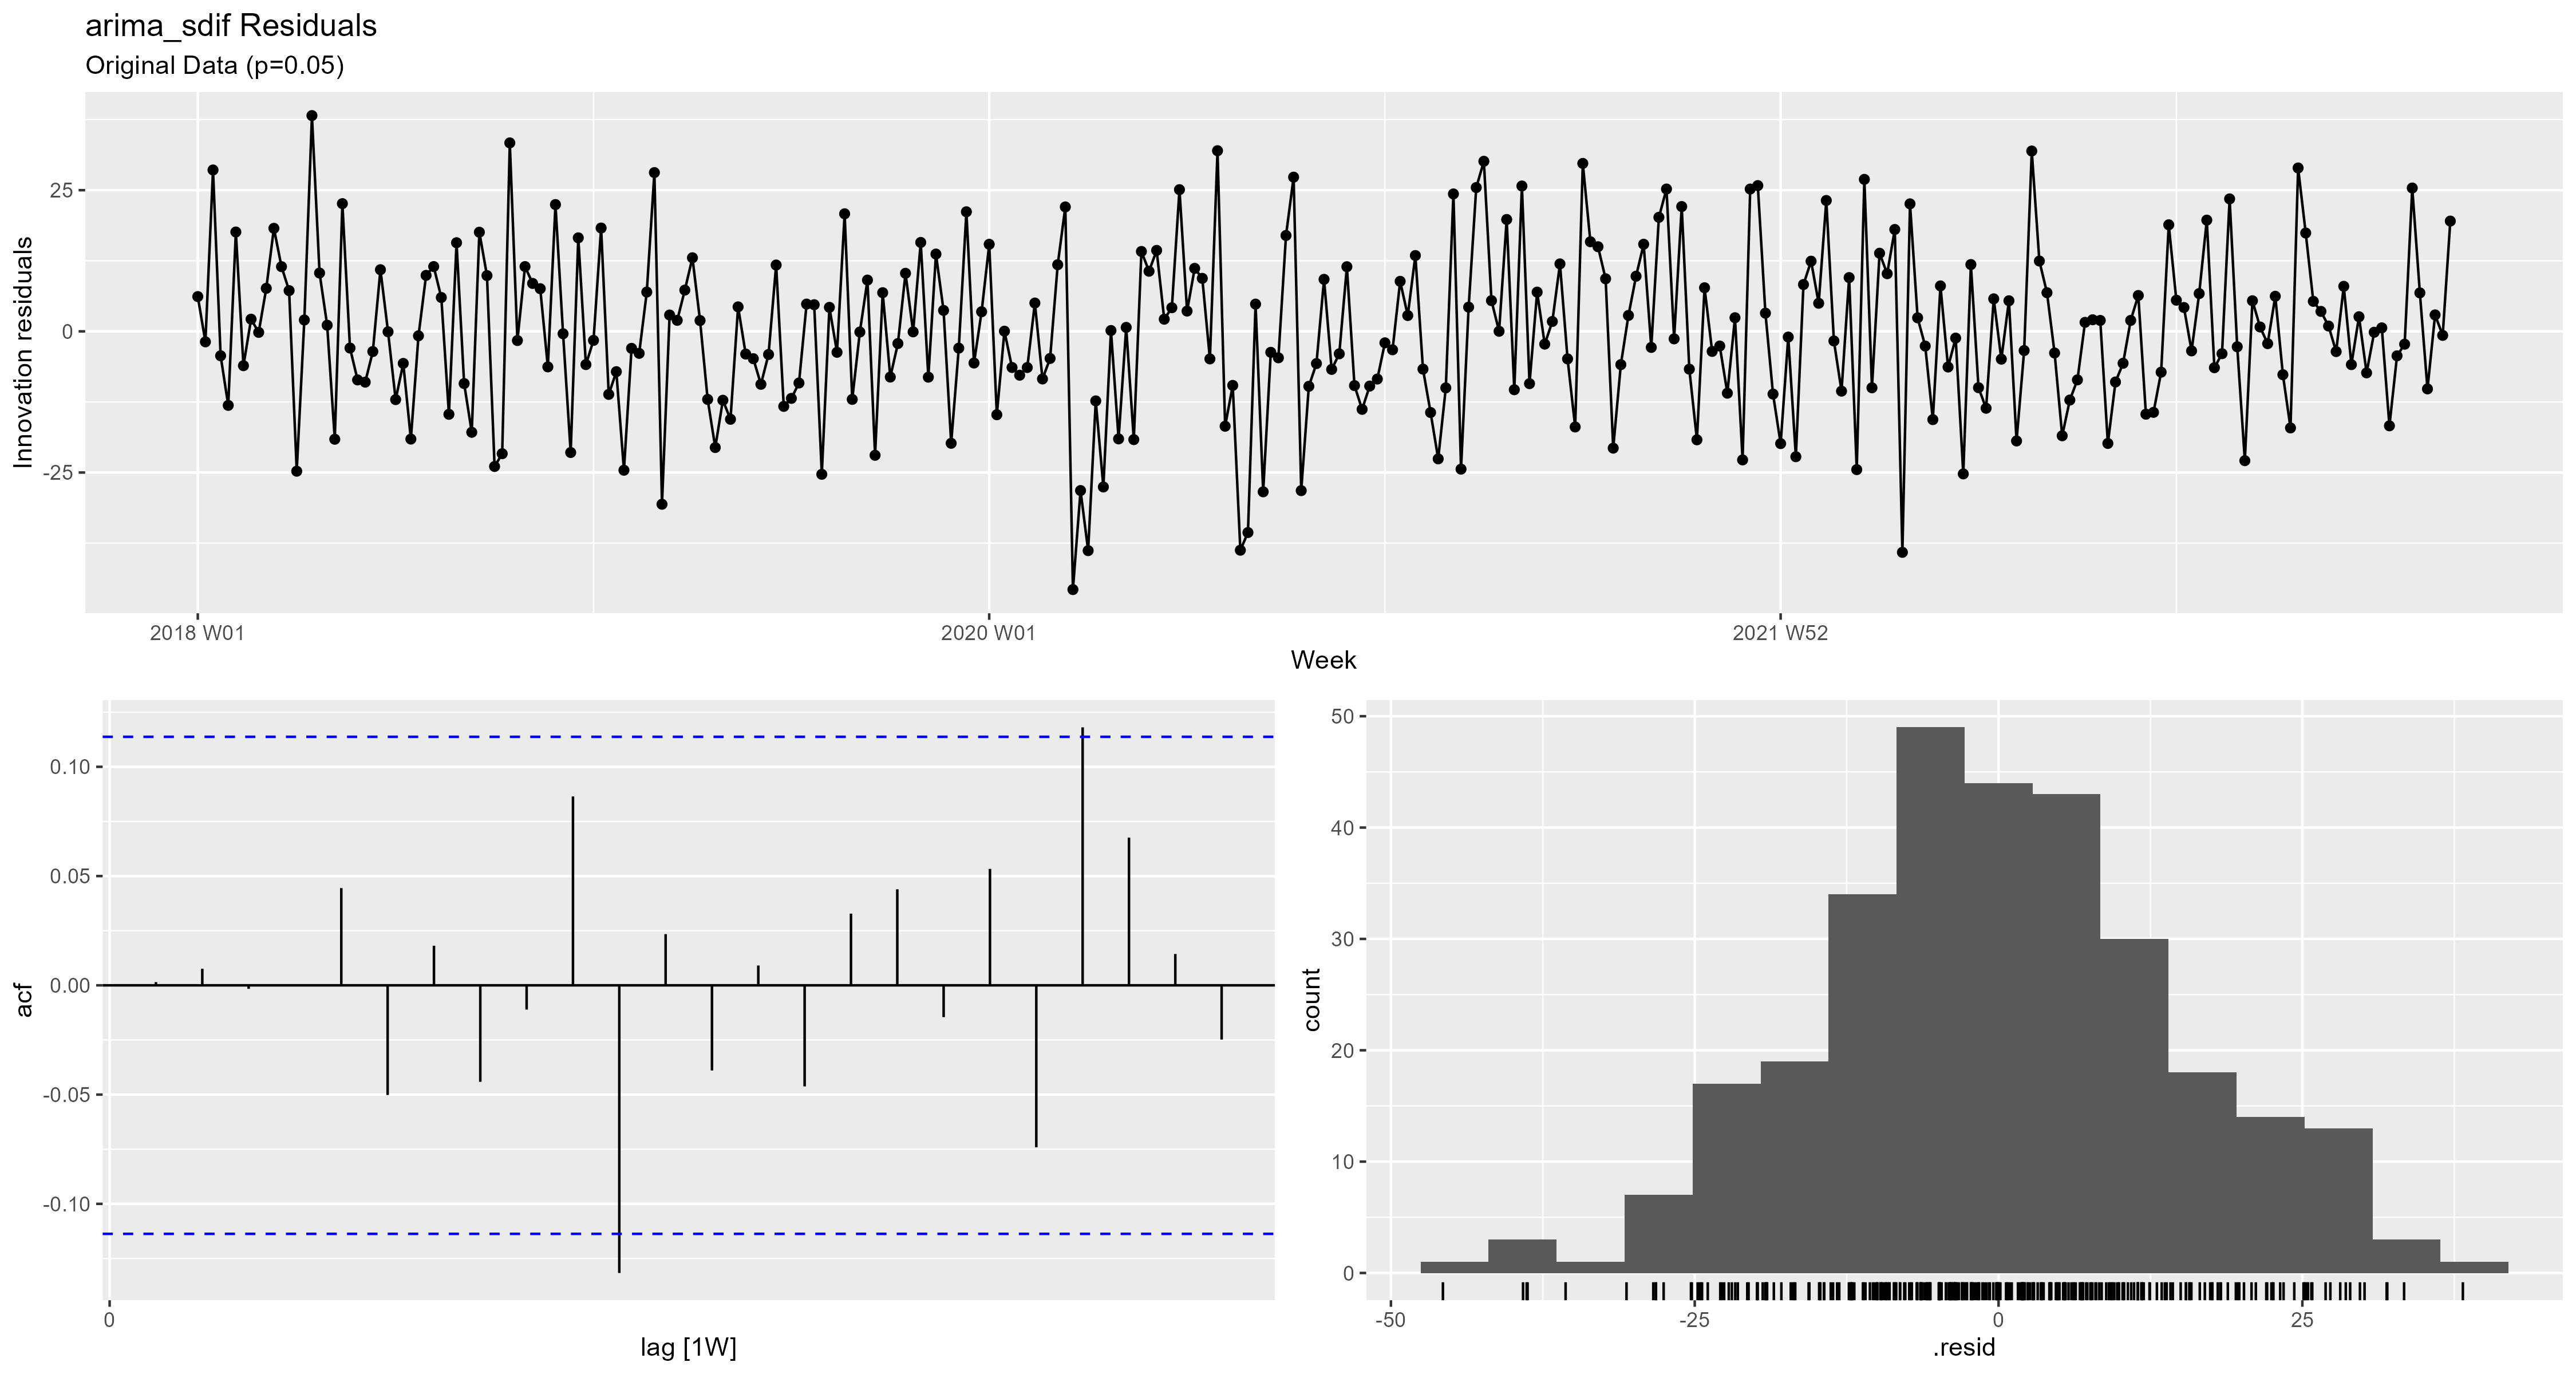 arima_sdif Residuals
Original Data (p=0.05)
Innovation residuals
25
0
-25
2018 W01
2020 W01
2021 W52
Week
acf
0.10
0.05
0.00
-0.05
-0.10
0
lag [1W]
count
50
40
30
20
10
0
-50
-25
0
25
.resid